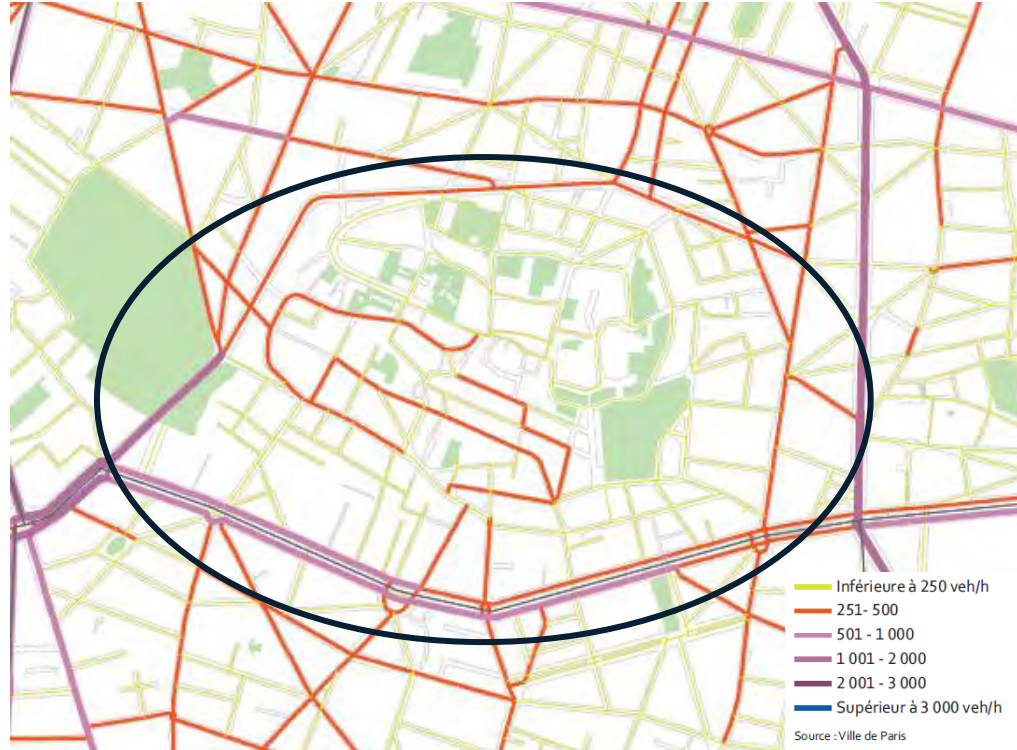 Inférieure à 250 veh/h
251- 500
501 - 1 000
1 001 - 2 000
2 001 - 3 000
Supérieur à 3 000 veh/h
Source : Ville de Paris